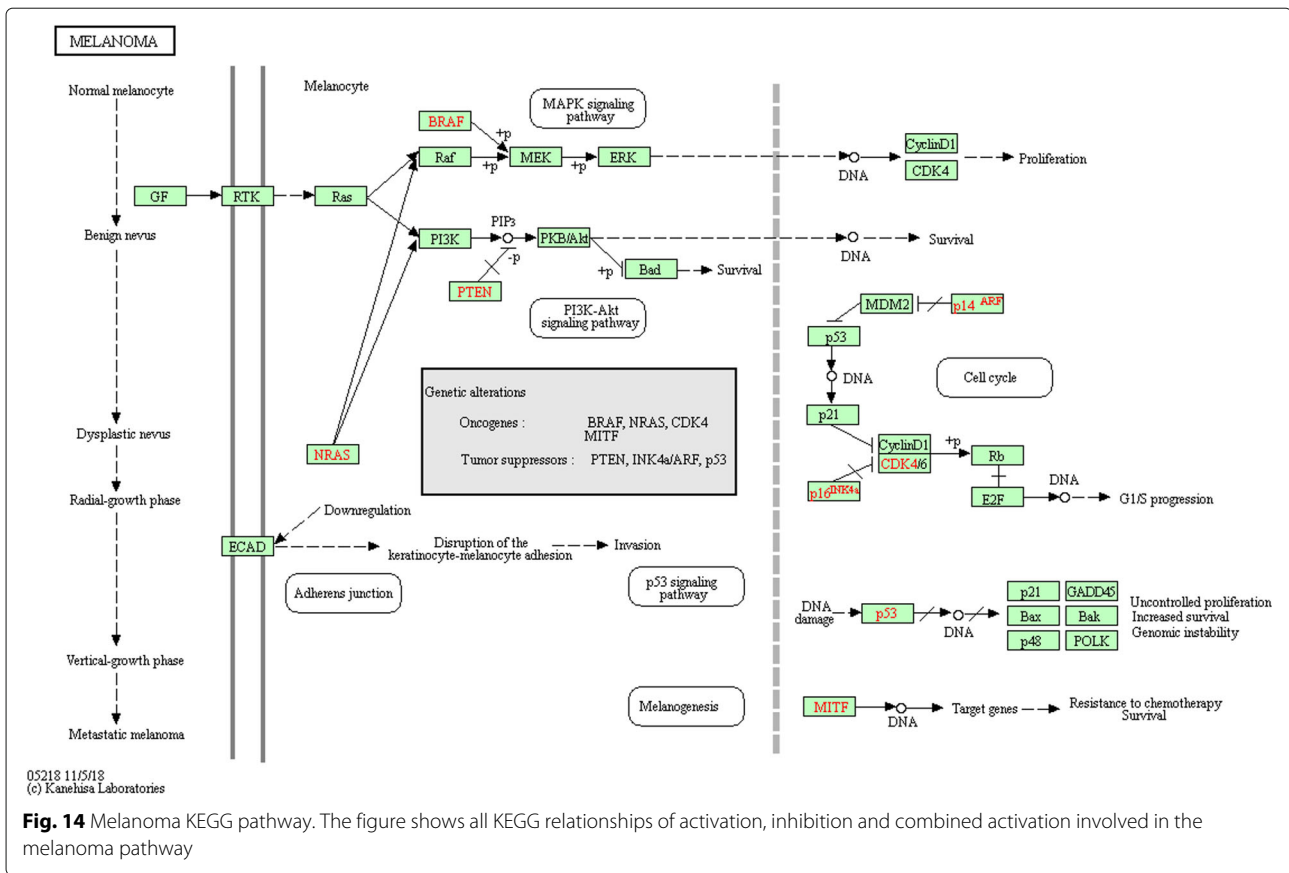 MELANOMA
Normal melanocyte
Benign nevus
Dysplastic nevus
Radial-growth phase
Vertical-growth phase
Metastatic melanoma
Melanocyte
MAPK signaling
pathway
BRAF
+p
Raf
+p
MEK
+p
ERK
DNA
CyclinD1
CDK4
Proliferation
GF
RTK
Ras
PI3K
PIP3
-p
PKB/Akt
PTEN
+p
Bad
Survival
DNA
Survival
PI3K-Akt
signaling pathway
MDM2
p14 ARF
p53
DNA
p21
Cell cycle
CyclinD1
CDK4/6
+p
Rb
p16INK4a
E2F
DNA
G1/S progression
Genetic alterations
Oncogenes : BRAF, NRAS, CDK4
MITF
Tumor suppressors : PTEN, INK4a/ARF, p53
NRAS
Downregulation
ECAD
Disruption of the
keratinocyte-melanocyte adhesion
Invasion
Adherens junction
p53 signaling
pathway
DNA
damage
p53
DNA
p21
GADD45
Bax
Bak
p48
POLK
Uncontrolled proliferation
Increased survival
Genomic instability
Melanogenesis
MITF
DNA
Target genes
Resistance to chemotherapy
Survival
05218 11/5/18
(c) Kanehisa Laboratories
Fig. 14 Melanoma KEGG pathway. The figure shows all KEGG relationships of activation, inhibition and combined activation involved in the
melanoma pathway